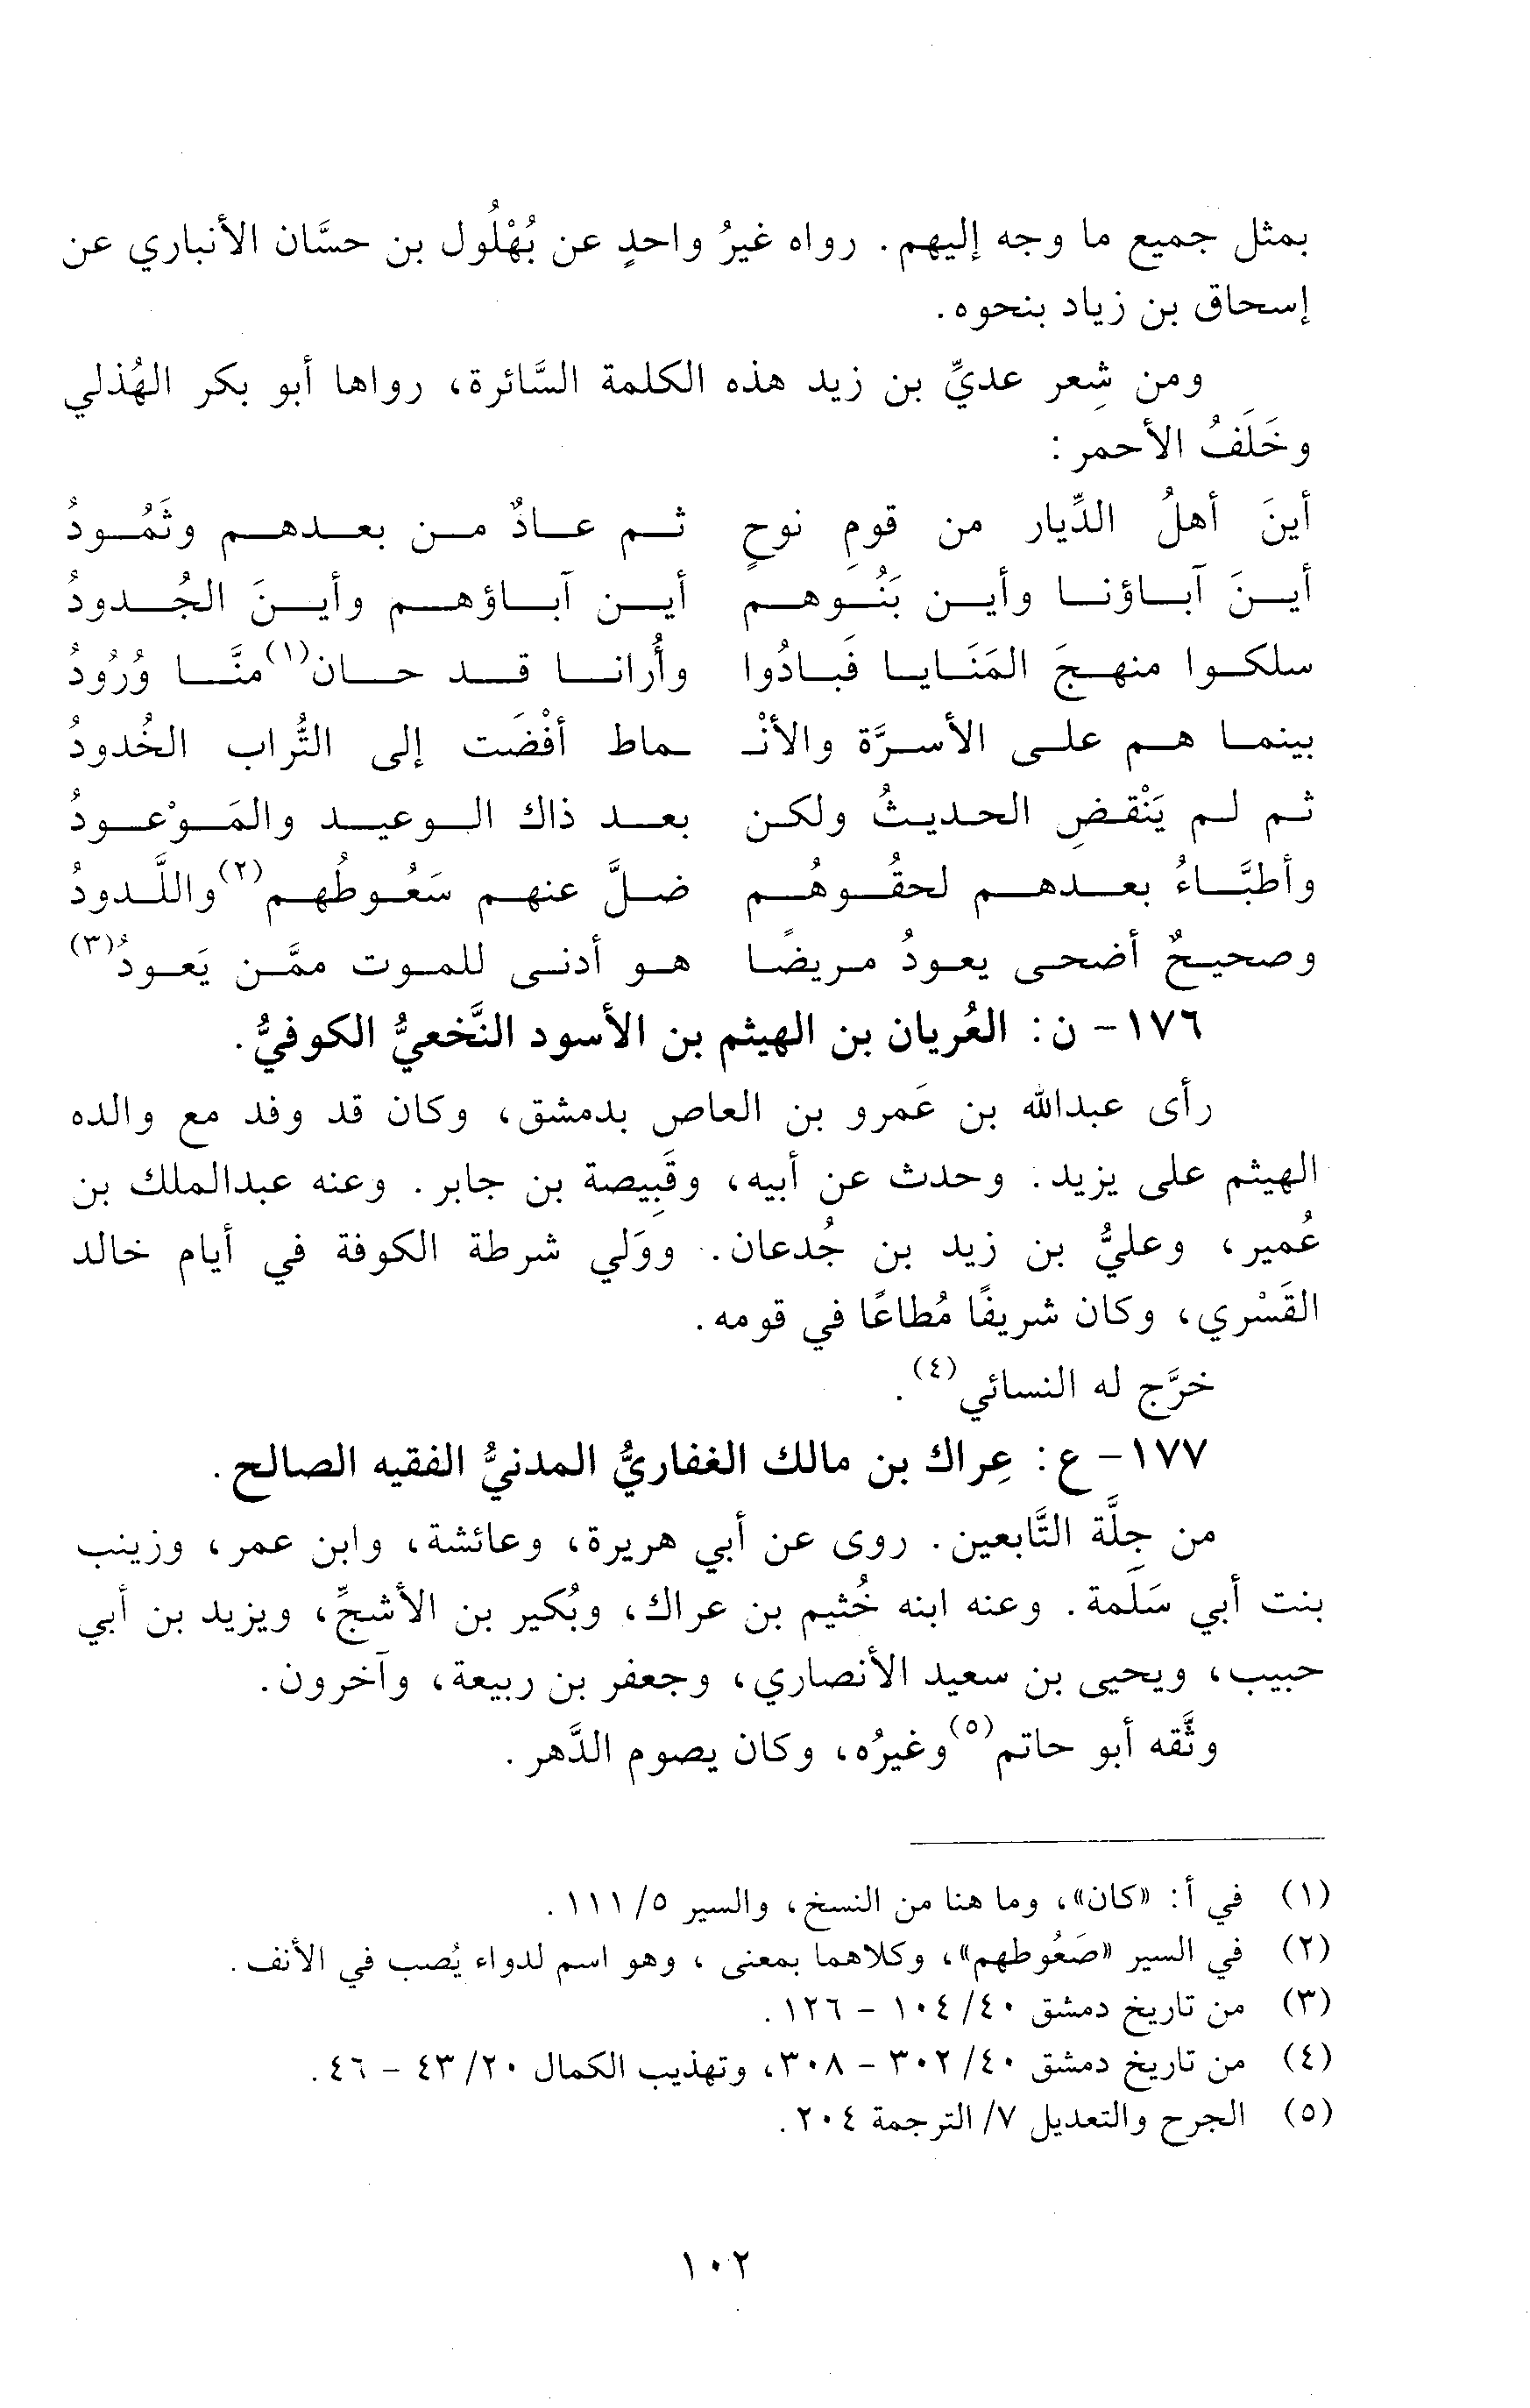 بمثل جميع ما وجه إليهم. رواه غيرُ واحدٍ عن بُهْلُول بن حسَّان الأنباري عن
إسحاق بن زياد بنحوه.
ومن شِعر عديِّ بن زيد هذه الكلمة السَّائرة، رواها أبو بكر الهُذلي
وخَلَفُ الأحمر:
أينَ أهلُ الدِّيار من قومِ نوحٍ ثم عادٌ من بعدهم وثَمُودُ
أينَ آباؤنا وأين بَنُوهم أين آباؤهم وأينَ الجُدودُ
سلكوا منهجَ المَنَايا فَبادُوا وأُرانا قد حان(١) منَّا وُرُودُ
بينما هم على الأسرَّة والأنْـ ـماط أفْضَت إلى التُّراب الخُدودُ
ثم لم يَنْقضِ الحديثُ ولكن بعد ذاك الوعيد والمَوْعودُ
وأطبَّاءُ بعدهم لحقُوهُم ضلَّ عنهم سَعُوطُهم(٢) واللَّدودُ
وصحيحٌ أضحى يعودُ مريضًا هو أدنى للموت ممَّن يَعودُ(٣)
١٧٦- ن: العُريان بن الهيثم بن الأسود النَّخعيُّ الكوفيُّ.
رأى عبدالله بن عَمرو بن العاص بدمشق، وكان قد وفد مع والده
الهيثم على يزيد. وحدث عن أبيه، وقَبِيصة بن جابر. وعنه عبدالملك بن
عُمير، وعليُّ بن زيد بن جُدعان. ووَلي شرطة الكوفة في أيام خالد
القَسْري، وكان شريفًا مُطاعًا في قومه.
خرَّج له النسائي(٤).
١٧٧- ع: عِراك بن مالك الغفاريُّ المدنيُّ الفقيه الصالح.
من جِلَّة التَّابعين. روى عن أبي هريرة، وعائشة، وابن عمر، وزينب
بنت أبي سَلَمة. وعنه ابنه خُثيم بن عراك، وبُكير بن الأشجِّ، ويزيد بن أبي
حبيب، ويحيى بن سعيد الأنصاري، وجعفر بن ربيعة، وآخرون.
وثَّقه أبو حاتم(٥) وغيرُه، وكان يصوم الدَّهر.
(١) في أ: «كان»، وما هنا من النسخ، والسير ٥/ ١١١.
(٢) في السير «صَعُوطهم»، وكلاهما بمعنى، وهو اسم لدواء يُصب في الأنف.
(٣) من تاريخ دمشق ٤٠/ ١٠٤ - ١٢٦.
(٤) من تاريخ دمشق ٤٠/ ٣٠٢ - ٣٠٨، وتهذيب الكمال ٢٠/ ٤٣ - ٤٦.
(٥) الجرح والتعديل ٧/ الترجمة ٢٠٤.
١٠٢